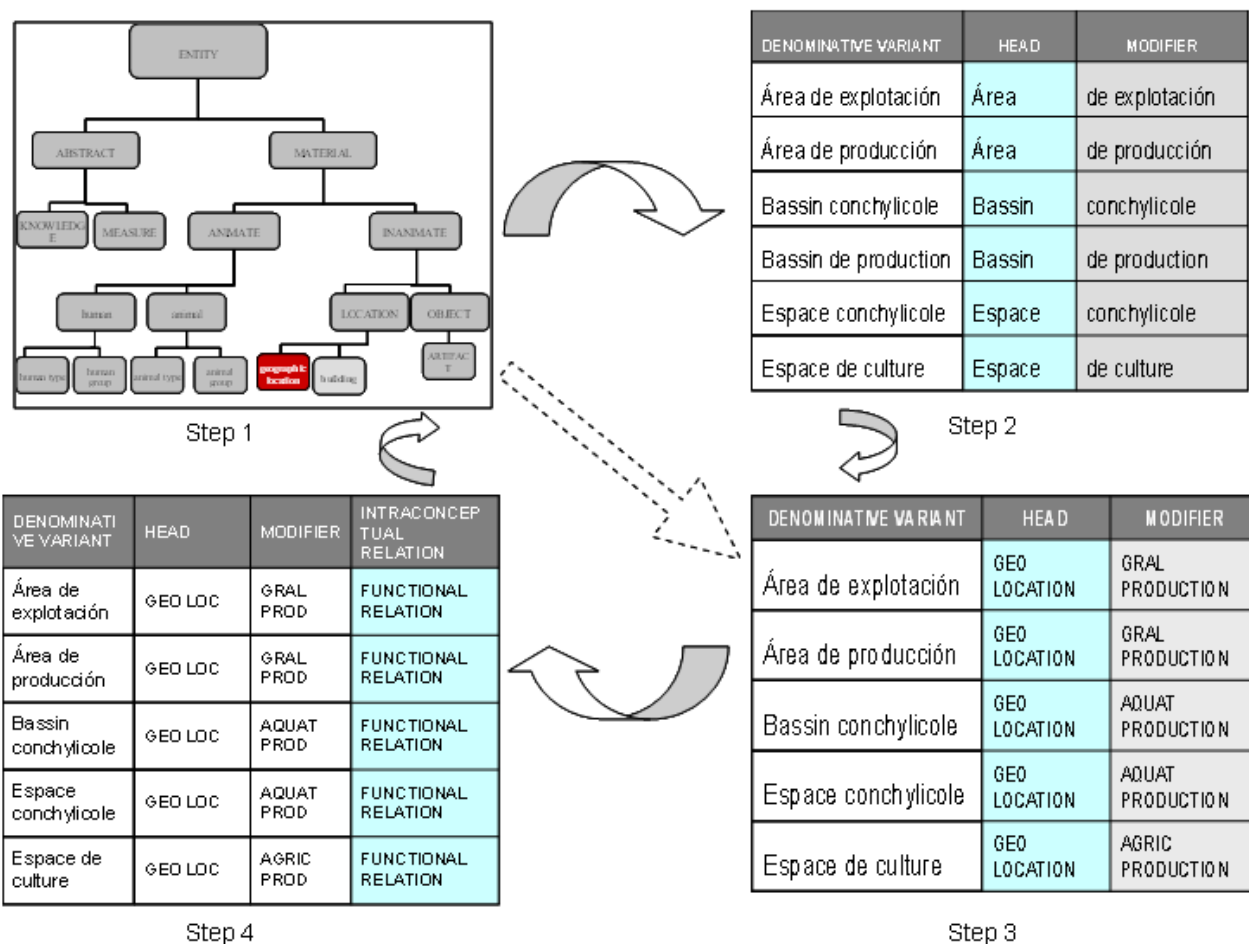 ENTITY
ABSTRACT MATERIAL
KNOWLEDG
E
MEASURE ANIMATE INANIMATE
human animal LOCATION OBJECT
human type human
group animal type animal
group geographic
location building ARTEFAC
T
Step 1
DENOMINATIVE VARIANT HEAD MODIFIER
Área de explotación Área de explotación
Área de producción Área de producción
Bassin conchylicole Bassin conchylicole
Bassin de production Bassin de production
Espace conchylicole Espace conchylicole
Espace de culture Espace de culture
Step 2
DENOMINATIVE VARIANT HEAD MODIFIER
Área de explotación GEO
LOCATION GRAL
PRODUCTION
Área de producción GEO
LOCATION GRAL
PRODUCTION
Bassin conchylicole GEO
LOCATION AQUAT
PRODUCTION
Espace conchylicole GEO
LOCATION AQUAT
PRODUCTION
Espace de culture GEO
LOCATION AGRIC
PRODUCTION
Step 3
DENOMINATI
VE VARIANT HEAD MODIFIER INTRACONCEP
TUAL
RELATION
Área de
explotación GEO LOC GRAL
PROD FUNCTIONAL
RELATION
Área de
producción GEO LOC GRAL
PROD FUNCTIONAL
RELATION
Bassin
conchylicole GEO LOC AQUAT
PROD FUNCTIONAL
RELATION
Espace
conchylicole GEO LOC AQUAT
PROD FUNCTIONAL
RELATION
Espace de
culture GEO LOC AGRIC
PROD FUNCTIONAL
RELATION
Step 4